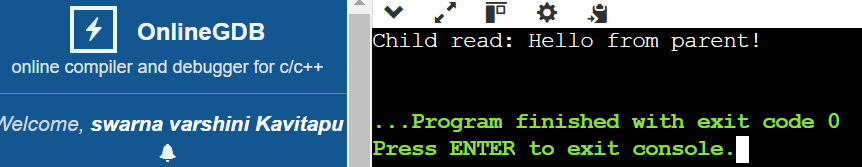 OnlineGDB
online compiler and debugger for c/c++
Welcome, swarna varshini Kavitapu
Child read: Hello from parent!
...Program finished with exit code 0
Press ENTER to exit console.